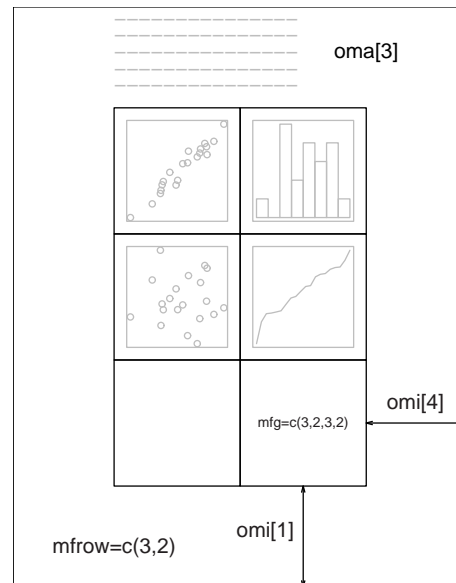 oma[3]
mfg=c(3,2,3,2)
omi[4]
omi[1]
mfrow=c(3,2)